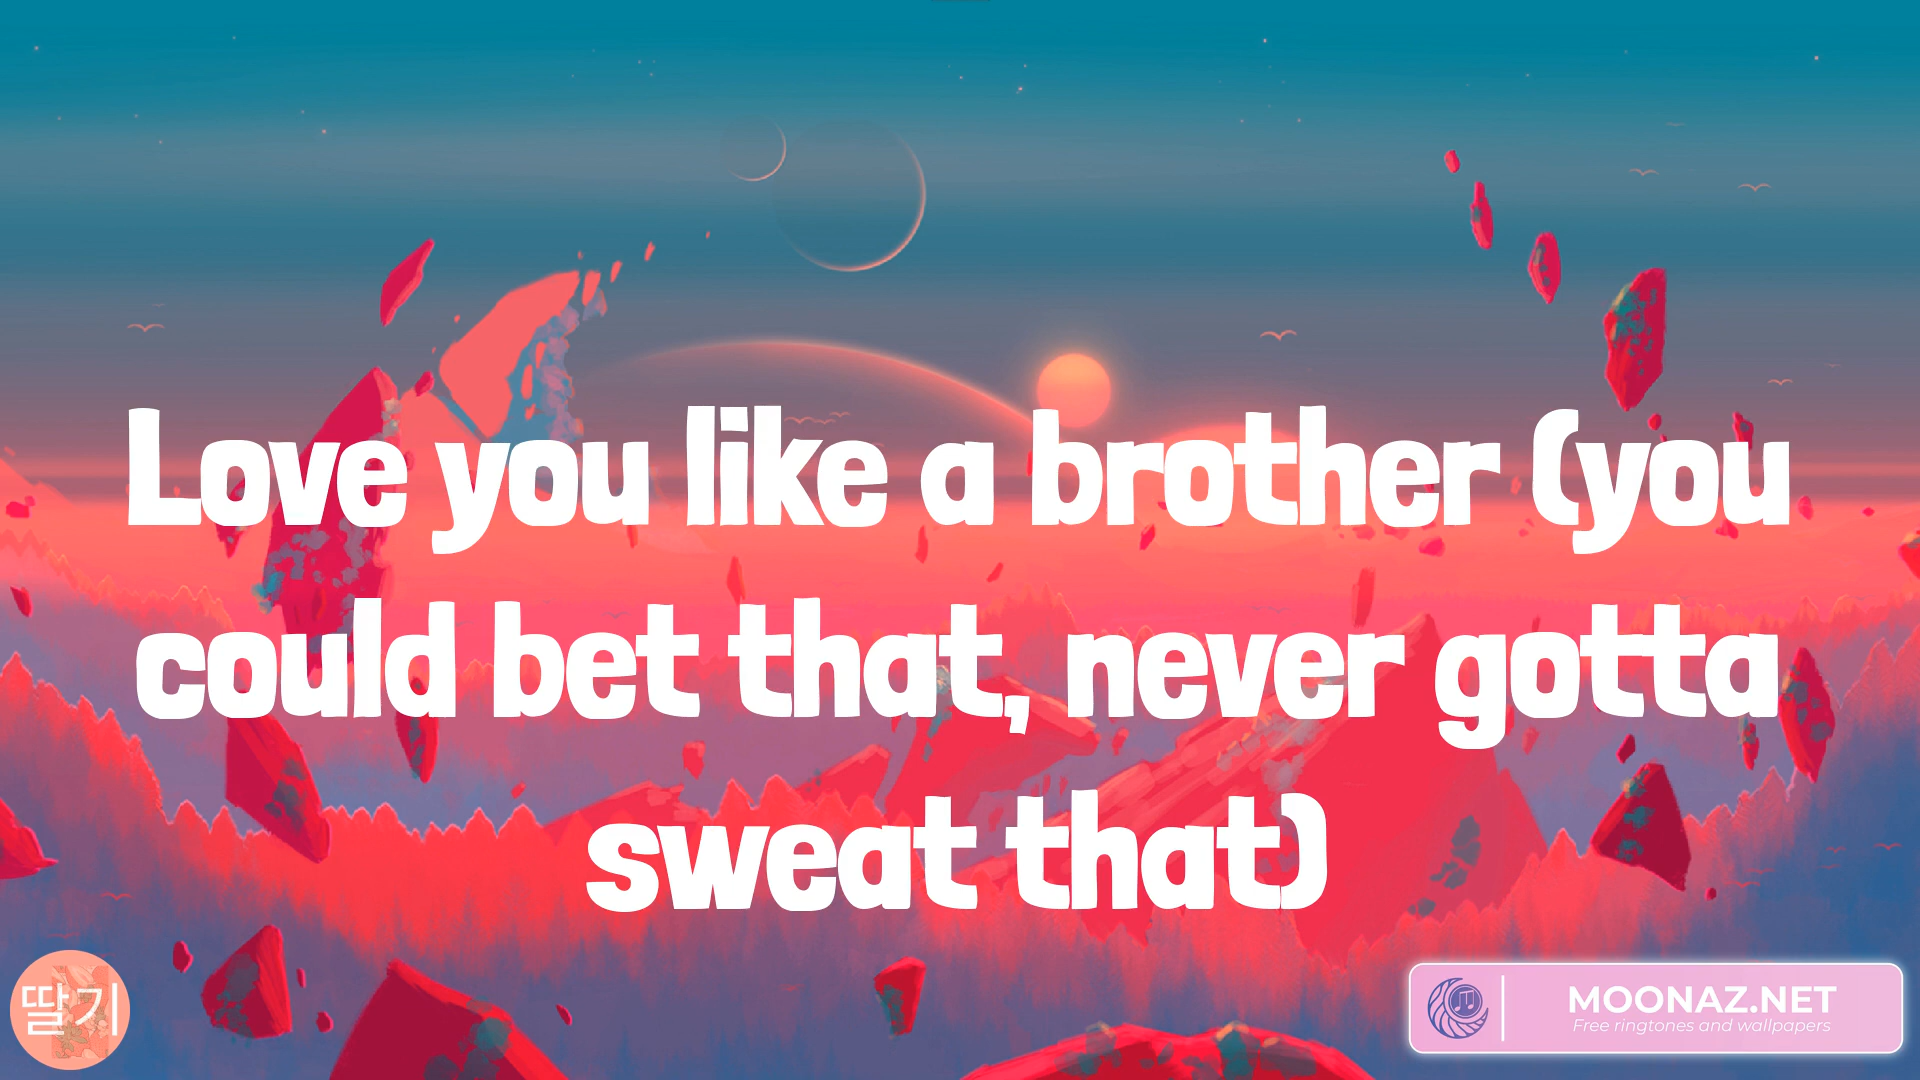 Love you like a brother (you
could bet that, never gotta
sweat that)
딸기
MOONAZ.NET
Free ringtones and wallpapers